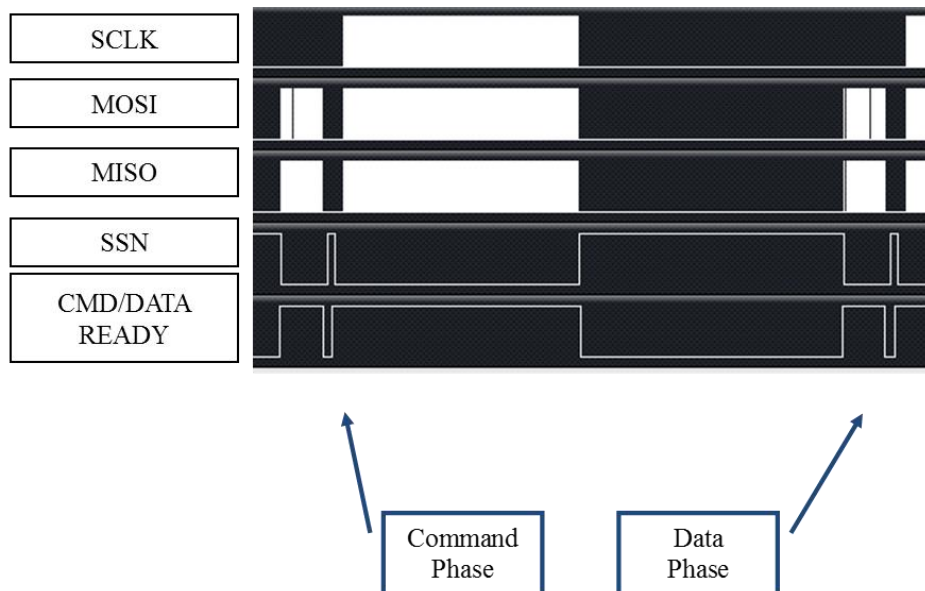 SCLK
MOSI
MISO
SSN
CMD/DATA
READY
Command
Phase
Data
Phase